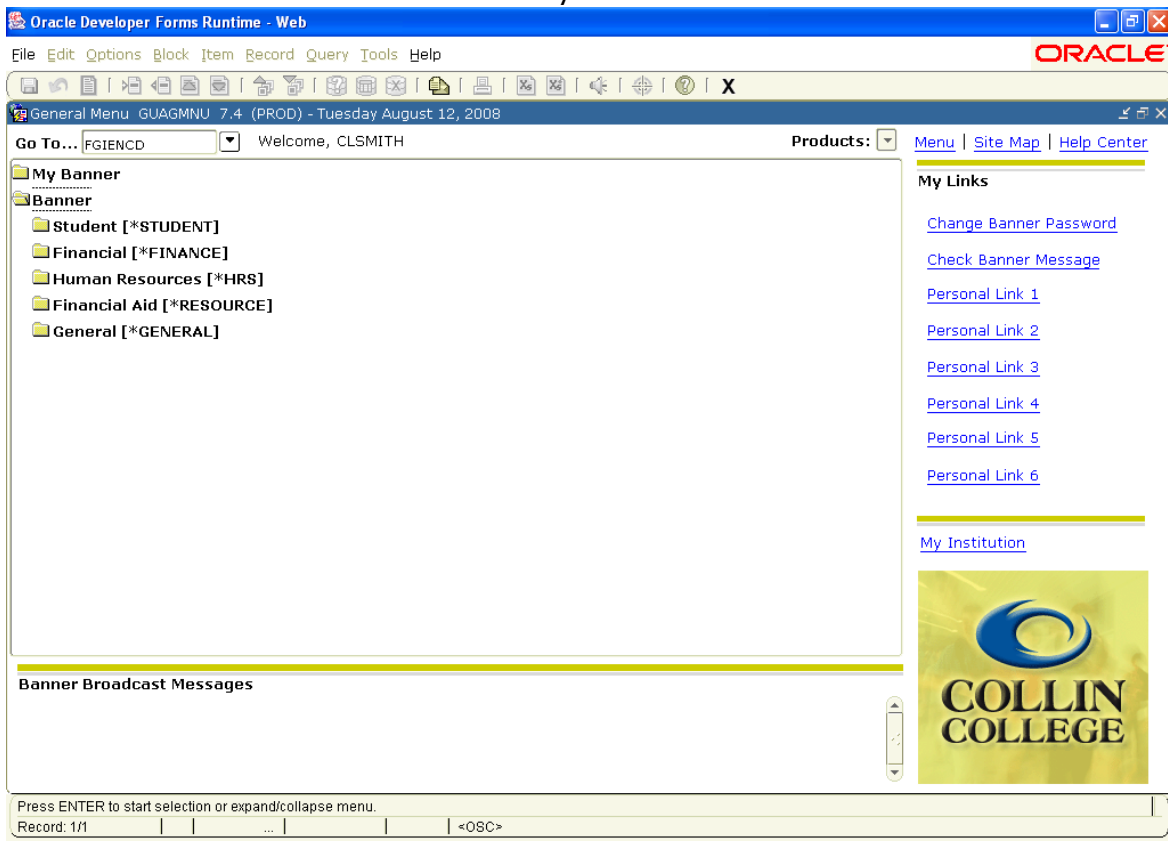 Oracle Developer Forms Runtime - Web
File Edit Options Block Item Record Query Tools Help
ORACLE
X
General Menu GUAGMNU 7.4 (PROD) - Tuesday August 12, 2008
Go To... FGIENCD Welcome, CLSMITH Products: Menu | Site Map | Help Center
My Banner
Banner
Student [*STUDENT]
Financial [*FINANCE]
Human Resources [*HRS]
Financial Aid [*RESOURCE]
General [*GENERAL]
My Links
Change Banner Password
Check Banner Message
Personal Link 1
Personal Link 2
Personal Link 3
Personal Link 4
Personal Link 5
Personal Link 6
My Institution
COLLIN
COLLEGE
Banner Broadcast Messages
Press ENTER to start selection or expand/collapse menu.
Record: 1/1 ... <OSC>